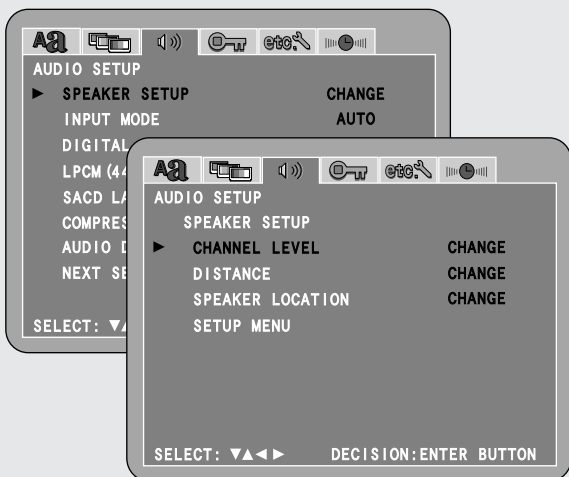 Aa etc.
AUDIO SETUP
▶ SPEAKER SETUP CHANGE
INPUT MODE AUTO
DIGITAL
LPCM (44
SACD LA
COMPRES
AUDIO D
NEXT SE
SELECT: ▼▲
Aa etc.
AUDIO SETUP
SPEAKER SETUP
▶ CHANNEL LEVEL CHANGE
DISTANCE CHANGE
SPEAKER LOCATION CHANGE
SETUP MENU
SELECT: ▼▲◀▶ DECISION:ENTER BUTTON